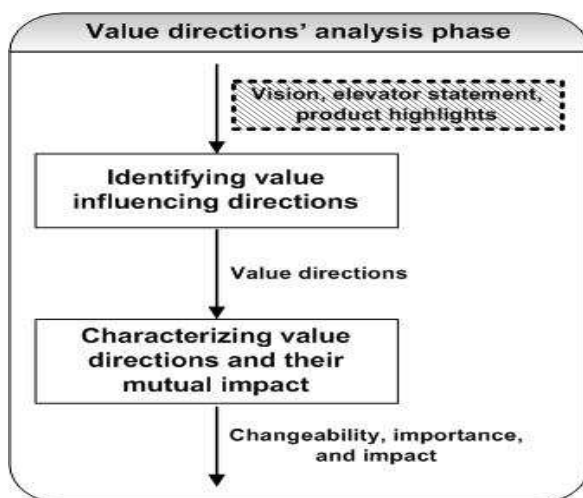 Value directions' analysis phase
Vision, elevator statement,
product highlights
Identifying value
influencing directions
Value directions
Characterizing value
directions and their
mutual impact
Changeability, importance,
and impact